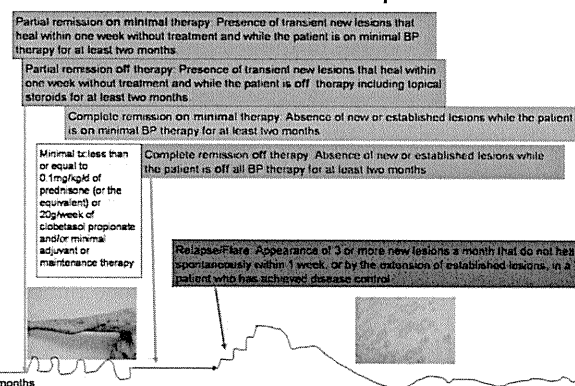 Partial remission on minimal therapy: Presence of transient new lesions that
heal within one week without treatment and while the patient is on minimal BP
therapy for at least two months
Partial remission off therapy: Presence of transient new lesions that heal within
one week without treatment and while the patient is off therapy including topical
steroids for at least two months
Complete remission on minimal therapy: Absence of new or established lesions while the patient
is on minimal BP therapy for at least two months
Minimal tx: less than
or equal to
0.1mg/kg/d of
prednisone (or the
equivalent) or
20g/week of
clobetasol propionate
and/or minimal
adjuvant or
maintenance therapy
Complete remission off therapy: Absence of new or established lesions while
the patient is off all BP therapy for at least two months
Relapse/Flare: Appearance of 3 or more new lesions a month that do not hea
spontaneously within 1 week, or by the extension of established lesions, in a
patient who has achieved disease control
months